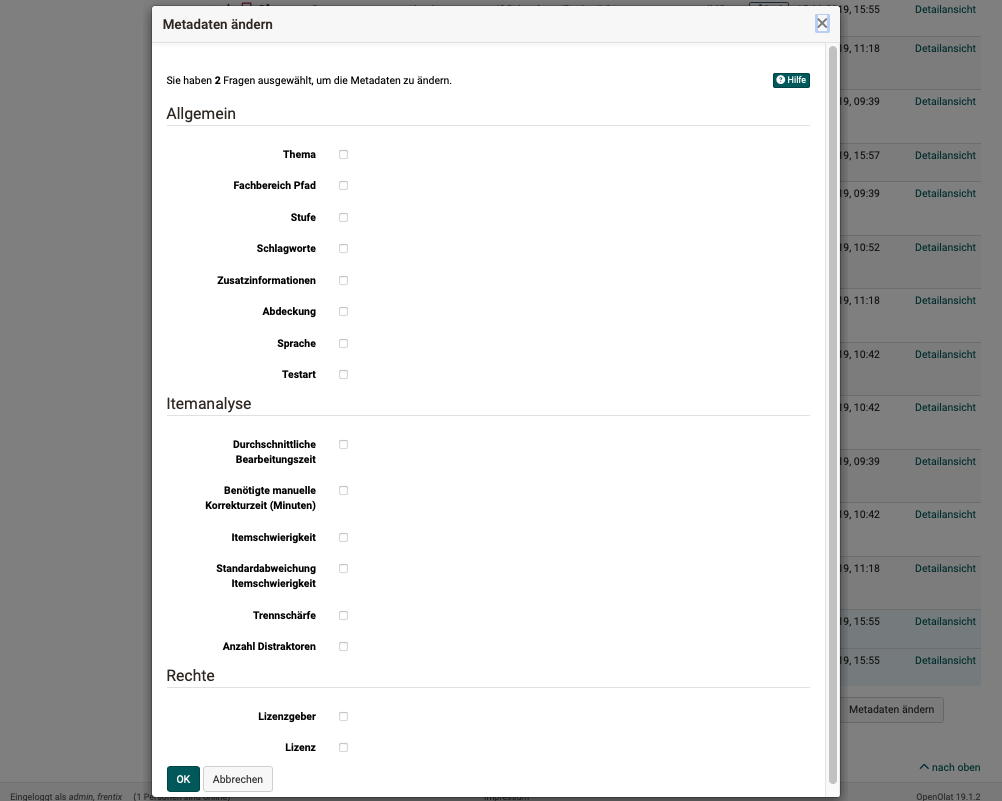 Metadaten ändern
19, 15:55 Detailansicht
Sie haben 2 Fragen ausgewählt, um die Metadaten zu ändern.
Hilfe
19, 11:18 Detailansicht
Allgemein
19, 09:39 Detailansicht
Thema
19, 15:57 Detailansicht
Fachbereich Pfad
19, 09:39 Detailansicht
Stufe
Schlagworte
19, 10:52 Detailansicht
Zusatzinformationen
19, 11:18 Detailansicht
Abdeckung
Sprache
19, 10:42 Detailansicht
Testart
Itemanalyse
19, 10:42 Detailansicht
Durchschnittliche
Bearbeitungszeit
19, 09:39 Detailansicht
Benötigte manuelle
Korrekturzeit (Minuten)
19, 10:42 Detailansicht
Itemschwierigkeit
Standardabweichung
Itemschwierigkeit
19, 11:18 Detailansicht
Trennschärfe
19, 15:55 Detailansicht
Anzahl Distraktoren
19, 15:55 Detailansicht
Rechte
Lizenzgeber
Metadaten ändern
Lizenz
OK
Abbrechen
nach oben
Eingeloggt als admin, frentix (1 Personen sind online)
Impressum
OpenOlat 19.1.2